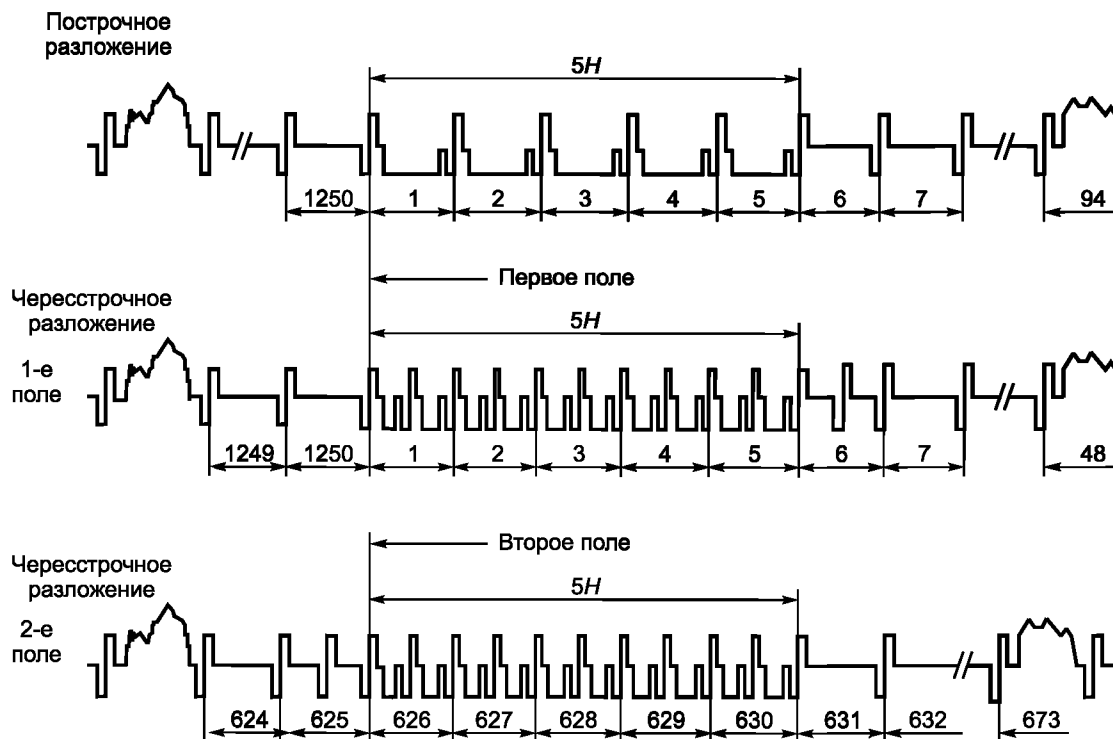 Построчное
разложение
5H
1250 1 2 3 4 5 6 7 94
Первое поле
Чересстрочное
разложение
5H
1-е
поле
1249 1250 1 2 3 4 5 6 7 48
Второе поле
Чересстрочное
разложение
5H
2-е
поле
624 625 626 627 628 629 630 631 632 673